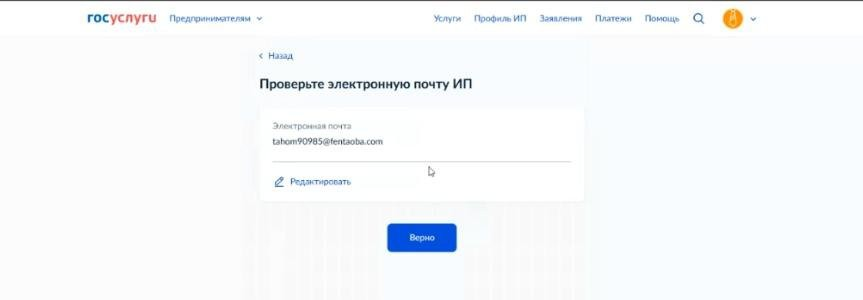 госуслуги Предпринимателям Услуги Профиль ИП Заявления Платежи Помощь
Назад
Проверьте электронную почту ИП
Электронная почта
tahom90985@fentaoba.com
Редактировать
Верно